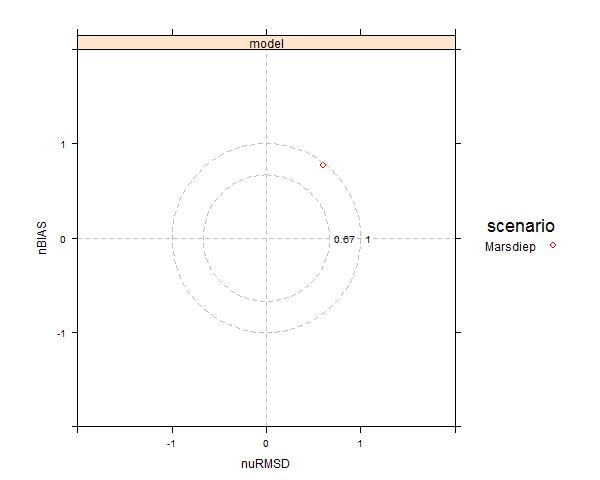 model
1
0
-1
nBIAS
0.67 1
-1 0 1
nuRMSD
scenario
Marsdiep